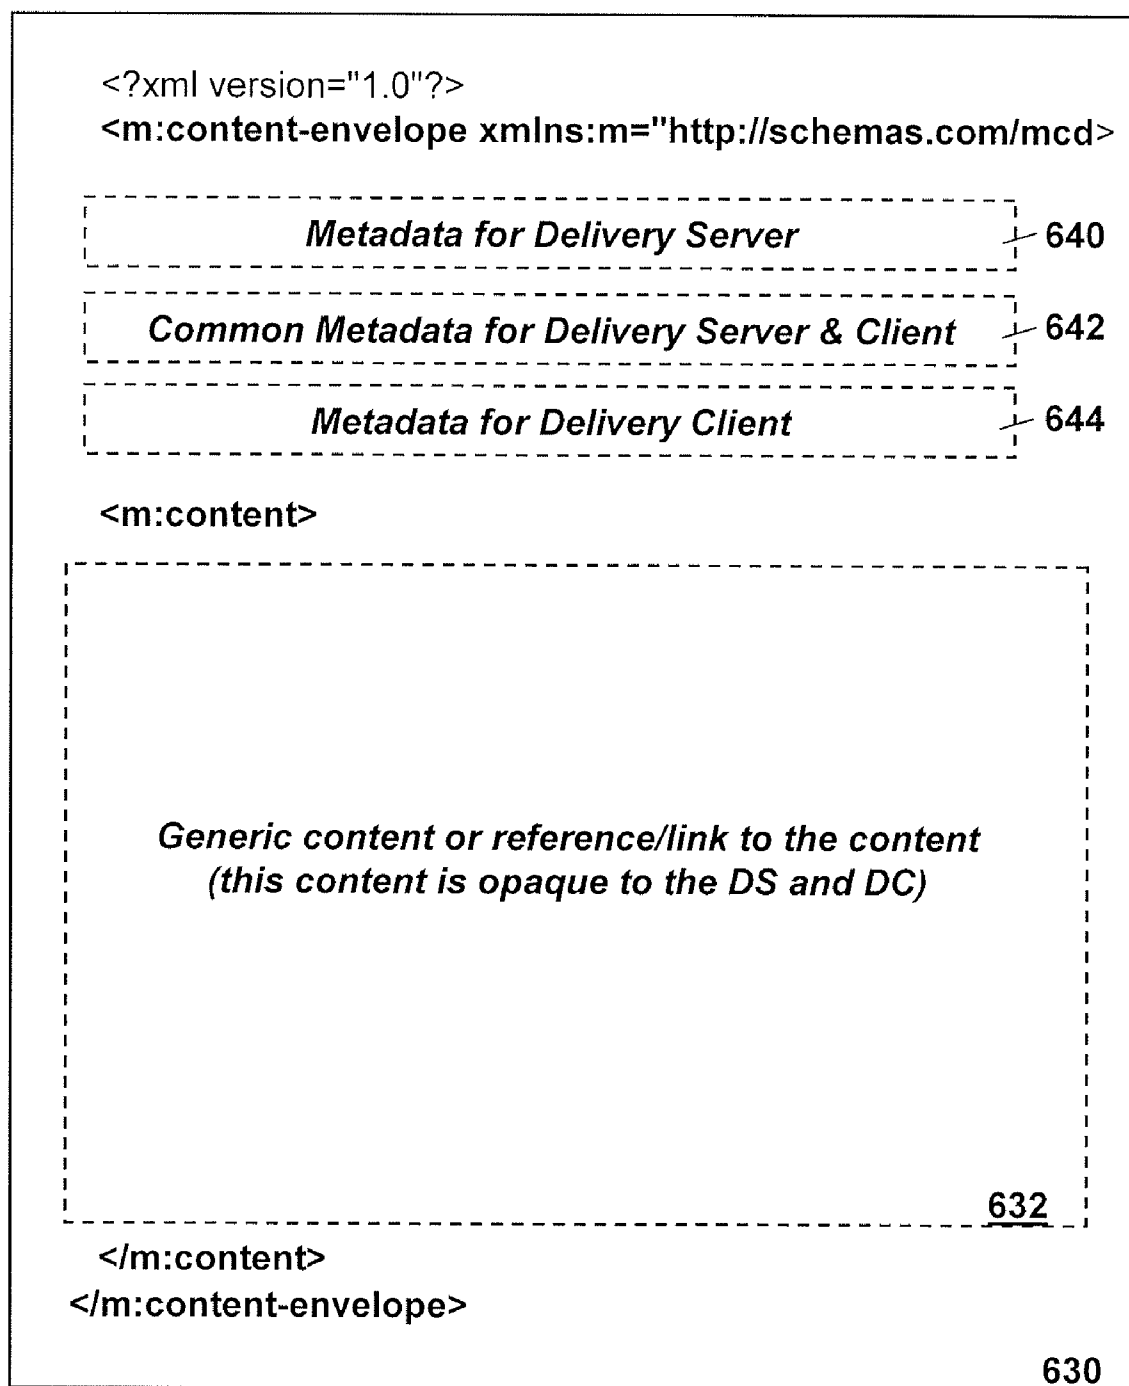 <?xml version="1.0"?>
<m:content-envelope xmlns:m="http://schemas.com/mcd>
Metadata for Delivery Server 640
Common Metadata for Delivery Server & Client 642
Metadata for Delivery Client 644
<m:content>
Generic content or reference/link to the content
(this content is opaque to the DS and DC)
632
</m:content>
</m:content-envelope>
630